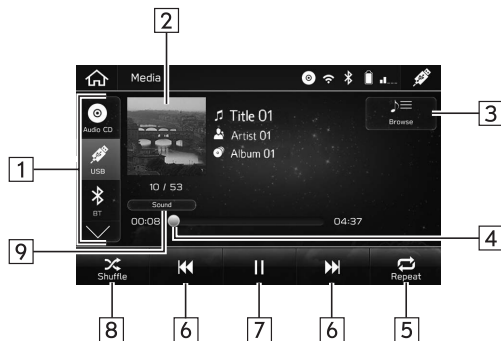 2
Media
Title 01
Artist 01
Album 01
Browse
3
Audio CD
1
USB
BT
10 / 53
Sound
00:08
04:37
9
4
Shuffle
Repeat
8
6
7
6
5